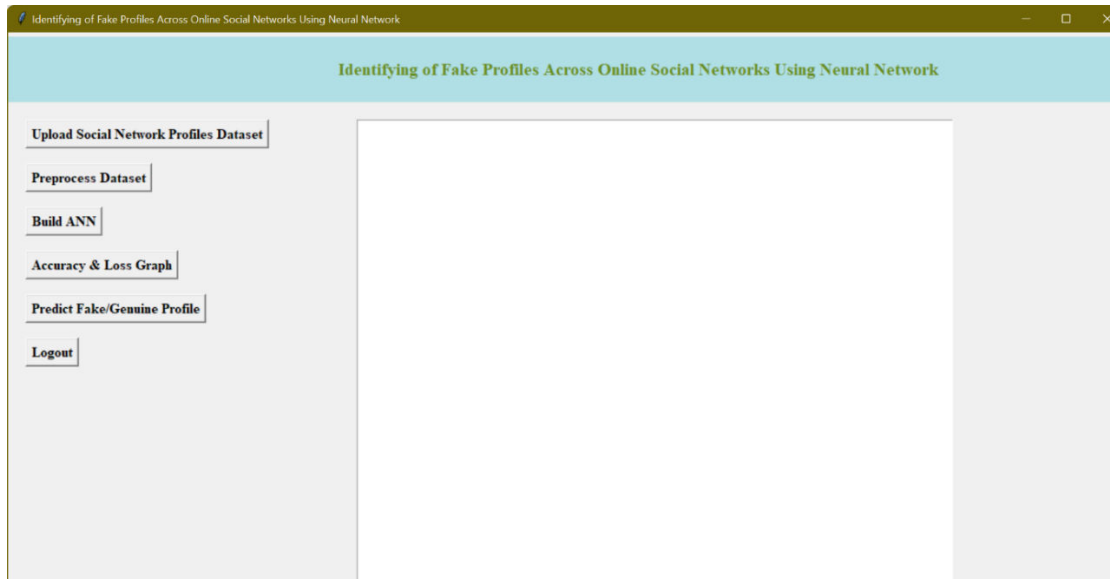 Identifying of Fake Profiles Across Online Social Networks Using Neural Network
Identifying of Fake Profiles Across Online Social Networks Using Neural Network
Upload Social Network Profiles Dataset
Preprocess Dataset
Build ANN
Accuracy & Loss Graph
Predict Fake/Genuine Profile
Logout